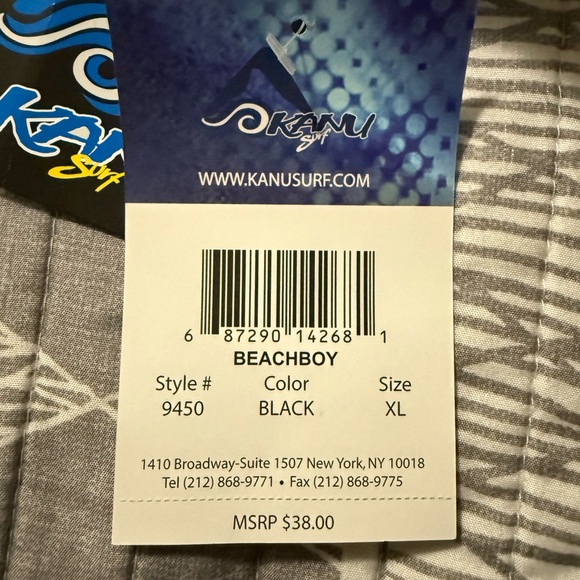 KANU
Surf
KANU
surf
WWW.KANUSURF.COM
6 87290 14268 1
BEACHBOY
Style # Color Size
9450 BLACK XL
1410 Broadway-Suite 1507 New York, NY 10018
Tel (212) 868-9771 • Fax (212) 868-9775
MSRP $38.00